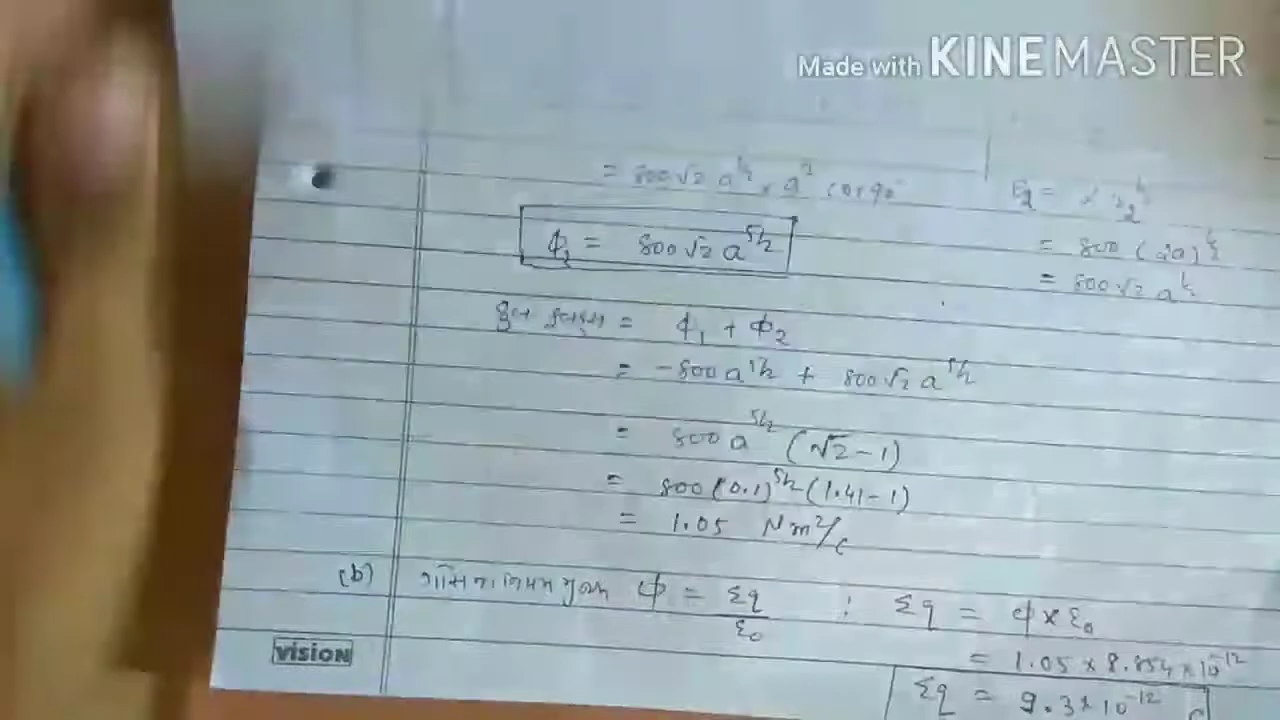 Made with KINEMASTER
= 800√2 a^½ × a² cos 90°
E₂ = α x₂^½
ϕ₂ = 800√2 a^5/2
= 800 (2a)^½
= 800√2 a^½
કુલ ફ્લક્સ = ϕ₁ + ϕ₂
= -800 a^5/2 + 800√2 a^5/2
= 800 a^5/2 (√2-1)
= 800 (0.1)^5/2 (1.41-1)
= 1.05 Nm²/C
(b) ϕ = Σq/ε₀ : Σq = ϕ × ε₀
= 1.05 × 8.854 × 10^-12
Σq = 9.3 × 10^-12 C
VISION